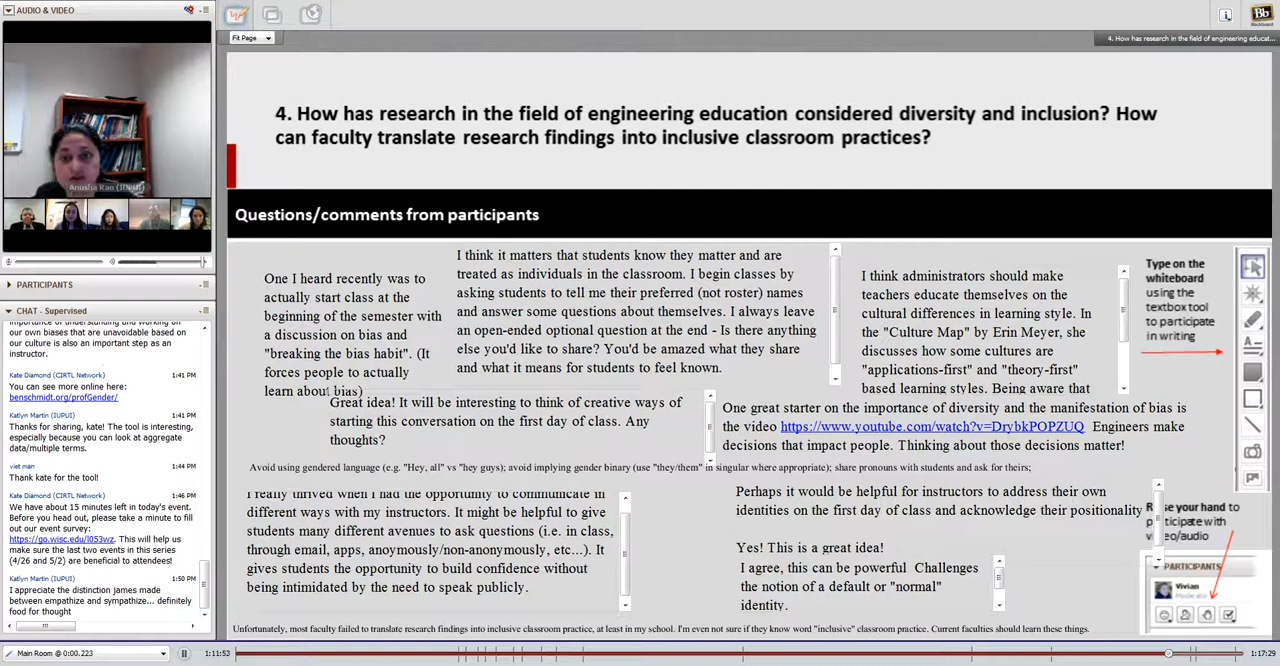 AUDIO & VIDEO
Anusha Rao (IUPUI)
PARTICIPANTS
CHAT - Supervised
our own biases that are unavoidable based on
our culture is also an important step as an
instructor.
Kate Diamond (CIRTL Network) 1:41 PM
You can see more online here:
benschmidt.org/profGender/
Katlyn Martin (IUPUI) 1:41 PM
Thanks for sharing, kate! The tool is interesting,
especially because you can look at aggregate
data/multiple terms.
viet man 1:44 PM
Thank kate for the tool!
Kate Diamond (CIRTL Network) 1:46 PM
We have about 15 minutes left in today's event.
Before you head out, please take a minute to fill
out our event survey:
https://go.wisc.edu/l053wz. This will help us
make sure the last two events in this series
(4/26 and 5/2) are beneficial to attendees!
Katlyn Martin (IUPUI) 1:50 PM
I appreciate the distinction james made
between empathize and sympathize... definitely
food for thought
Main Room @ 0:00.223
Fit Page
Bb
4. How has research in the field of engineering educat...
4. How has research in the field of engineering education considered diversity and inclusion? How
can faculty translate research findings into inclusive classroom practices?
Questions/comments from participants
One I heard recently was to
actually start class at the
beginning of the semester with
a discussion on bias and
"breaking the bias habit". (It
forces people to actually
learn about bias)
I think it matters that students know they matter and are
treated as individuals in the classroom. I begin classes by
asking students to tell me their preferred (not roster) names
and answer some questions about themselves. I always leave
an open-ended optional question at the end - Is there anything
else you'd like to share? You'd be amazed what they share
and what it means for students to feel known.
I think administrators should make
teachers educate themselves on the
cultural differences in learning style. In
the "Culture Map" by Erin Meyer, she
discusses how some cultures are
"applications-first" and "theory-first"
based learning styles. Being aware that
Type on the
whiteboard
using the
textbox tool
to participate
in writing
Great idea! It will be interesting to think of creative ways of
starting this conversation on the first day of class. Any
thoughts?
One great starter on the importance of diversity and the manifestation of bias is
the video https://www.youtube.com/watch?v=DrybkPOPZUQ Engineers make
decisions that impact people. Thinking about those decisions matter!
Avoid using gendered language (e.g. "Hey, all" vs "hey guys); avoid implying gender binary (use "they/them" in singular where appropriate); share pronouns with students and ask for theirs;
I really thrived when I had the opportunity to communicate in
different ways with my instructors. It might be helpful to give
students many different avenues to ask questions (i.e. in class,
through email, apps, anoymously/non-anonymously, etc...). It
gives students the opportunity to build confidence without
being intimidated by the need to speak publicly.
Perhaps it would be helpful for instructors to address their own
identities on the first day of class and acknowledge their positionality
Yes! This is a great idea!
I agree, this can be powerful Challenges
the notion of a default or "normal"
identity.
your hand to
participate with
video/audio
PARTICIPANTS
Vivian
Moderator
Unfortunately, most faculty failed to translate research findings into inclusive classroom practice, at least in my school. I'm even not sure if they know word "inclusive" classroom practice. Current faculties should learn these things.
1:11:53
1:17:29